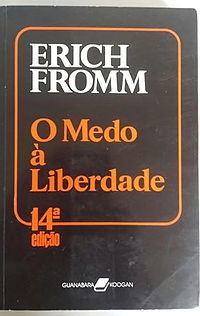 ERICH
FROMM
O Medo
à
Liberdade
14ª
edição
GUANABARA KOOGAN